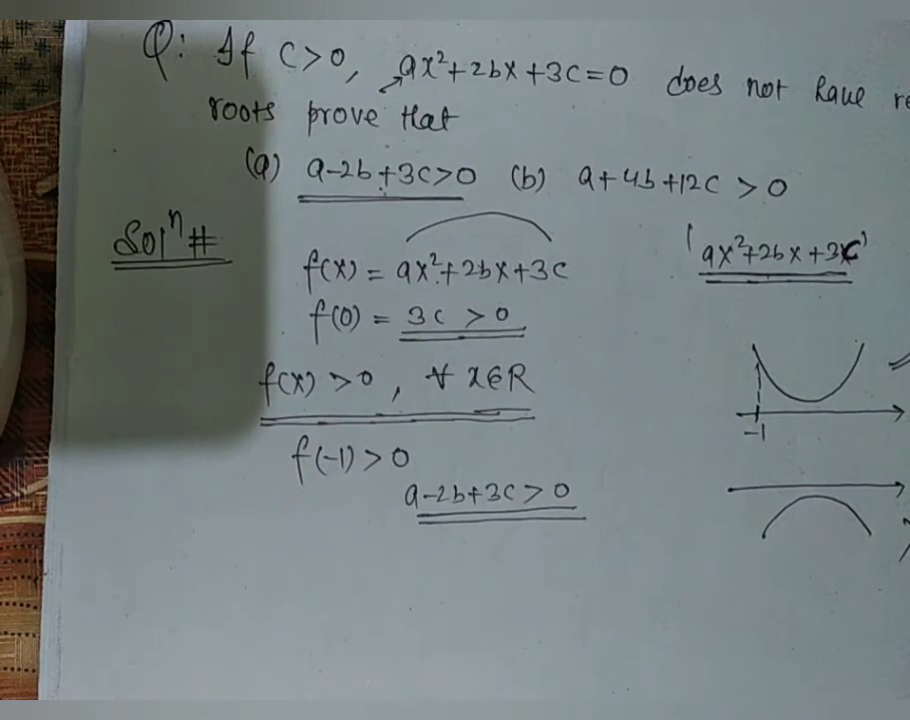 Q: If C>0, ax²+2bx+3c=0 does not have
roots prove that
(a) a-2b+3c>0 (b) a+4b+12c >0
Solⁿ #
f(x) = ax²+2bx+3c
'ax²+2bx+3c'
f(0) = 3c >0
f(x) >0 , ∀ x∈R
f(-1) >0
-1
a-2b+3c > 0